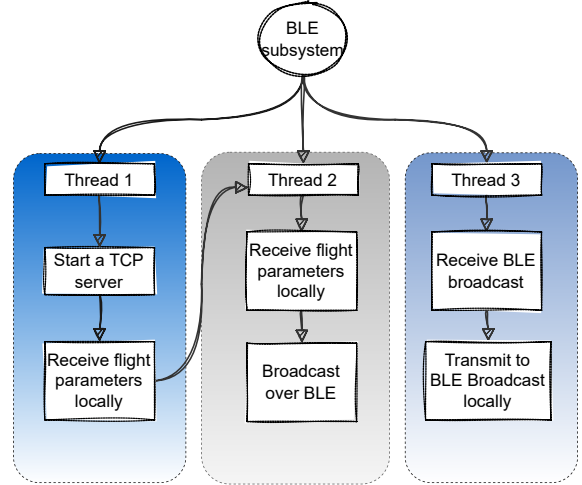 BLE
subsystem
Thread 1
Start a TCP
server
Receive flight
parameters
locally
Thread 2
Receive flight
parameters
locally
Broadcast
over BLE
Thread 3
Receive BLE
broadcast
Transmit to
BLE Broadcast
locally